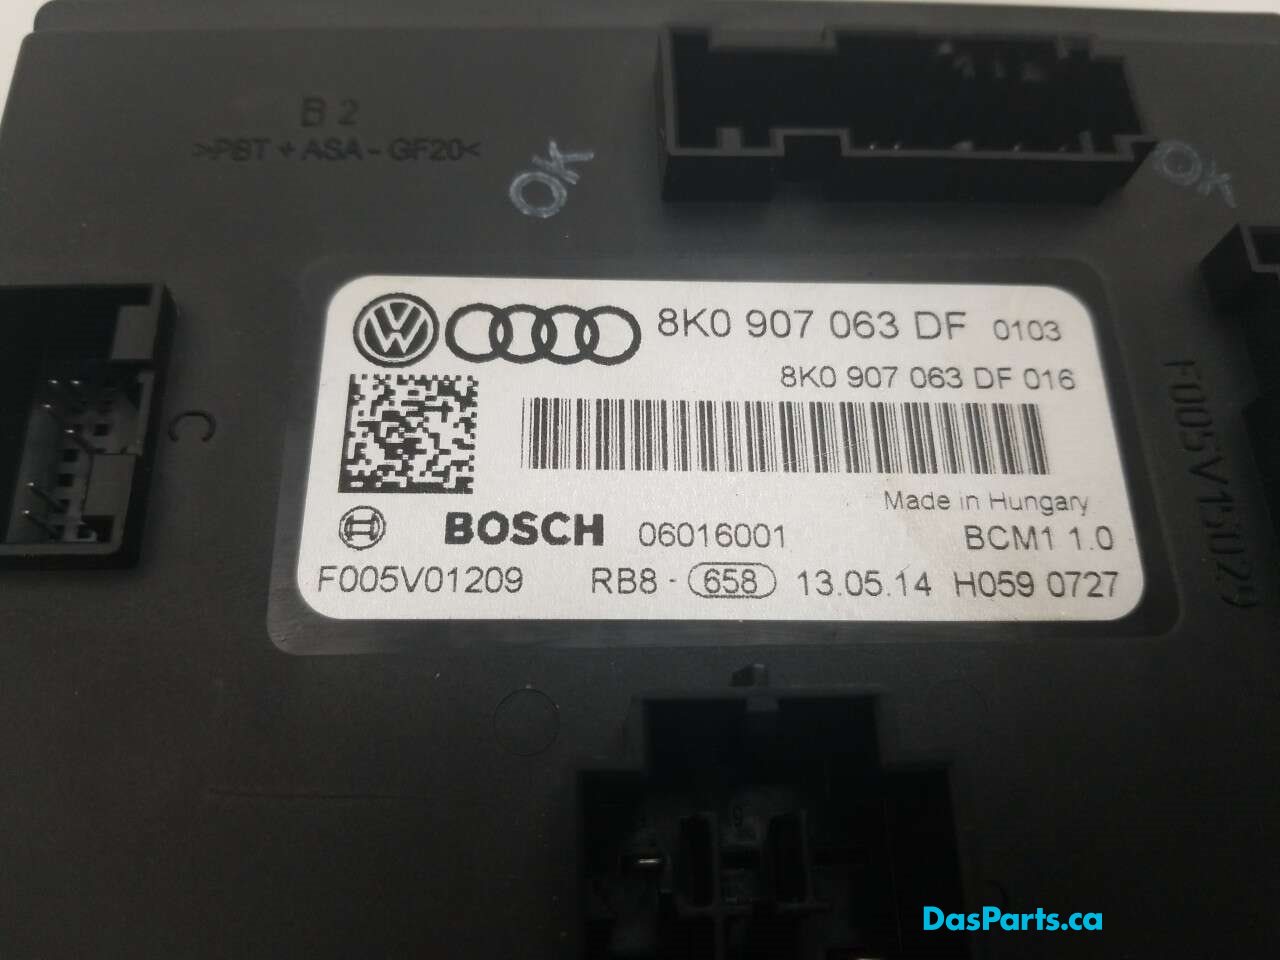 B 2
>PBT + ASA - GF20<
OK
OK
8K0 907 063 DF 0103
8K0 907 063 DF 016
C
Made in Hungary
BOSCH 06016001 BCM1 1.0
F005V01209 RB8 - 658 13.05.14 H059 0727
F005V15029
DasParts.ca